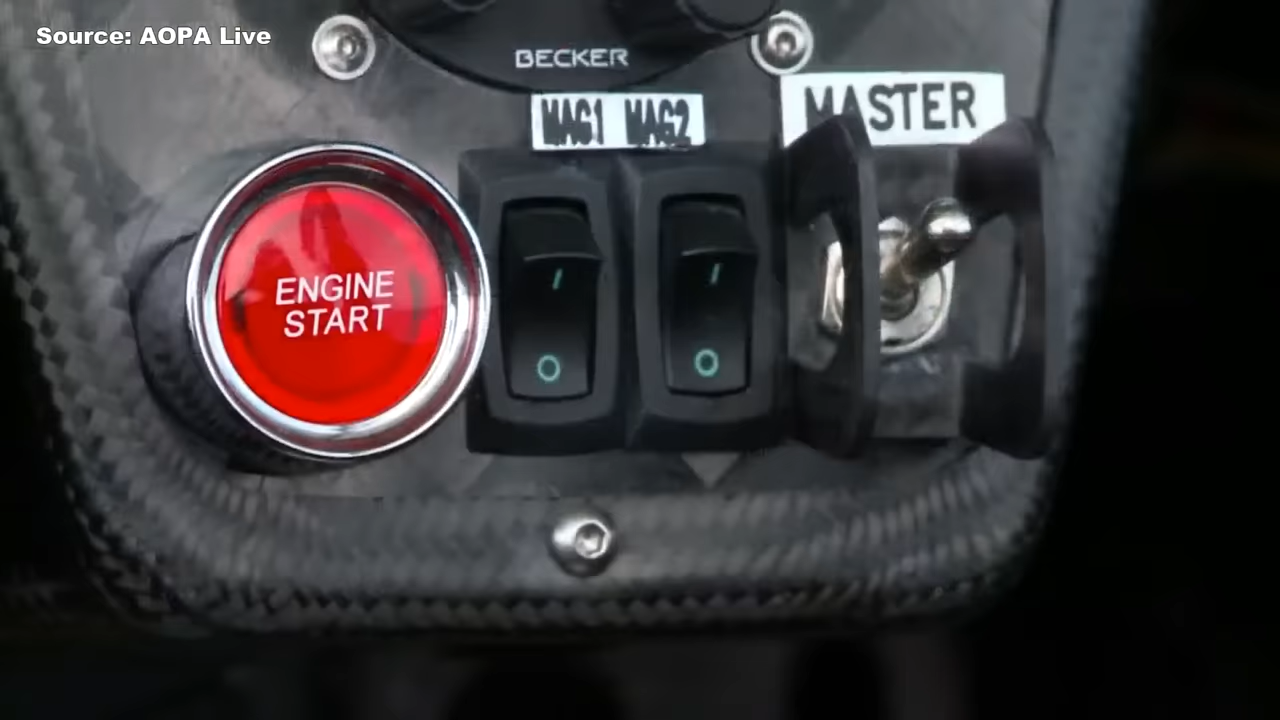 Source: AOPA Live
BECKER
MAG1 MAG2
MASTER
ENGINE
START
I I
O O